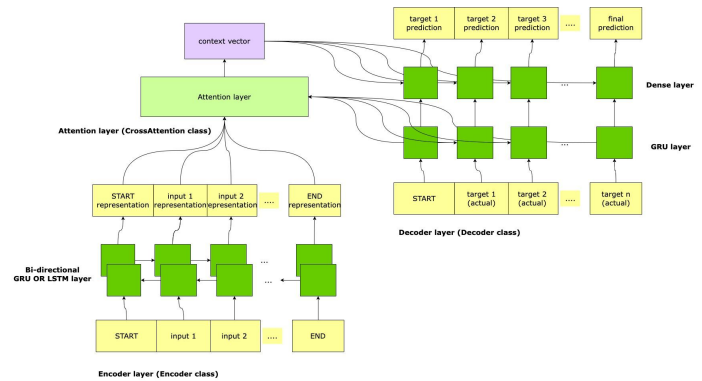 target 1
prediction
target 2
prediction
target 3
prediction
....
final
prediction
context vector
...
Dense layer
Attention layer
Attention layer (CrossAttention class)
...
GRU layer
START
representation
input 1
representation
input 2
representation
....
END
representation
START
target 1
(actual)
target 2
(actual)
....
target n
(actual)
Decoder layer (Decoder class)
...
Bi-directional
GRU OR LSTM layer
...
START
input 1
input 2
....
END
Encoder layer (Encoder class)